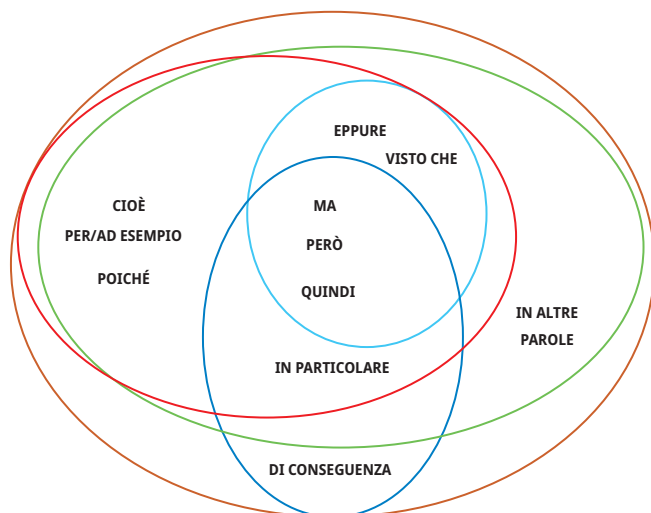 EPPURE
VISTO CHE
CIOÈ
PER/AD ESEMPIO
POICHÉ
MA
PERÒ
QUINDI
IN ALTRE
PAROLE
IN PARTICOLARE
DI CONSEGUENZA